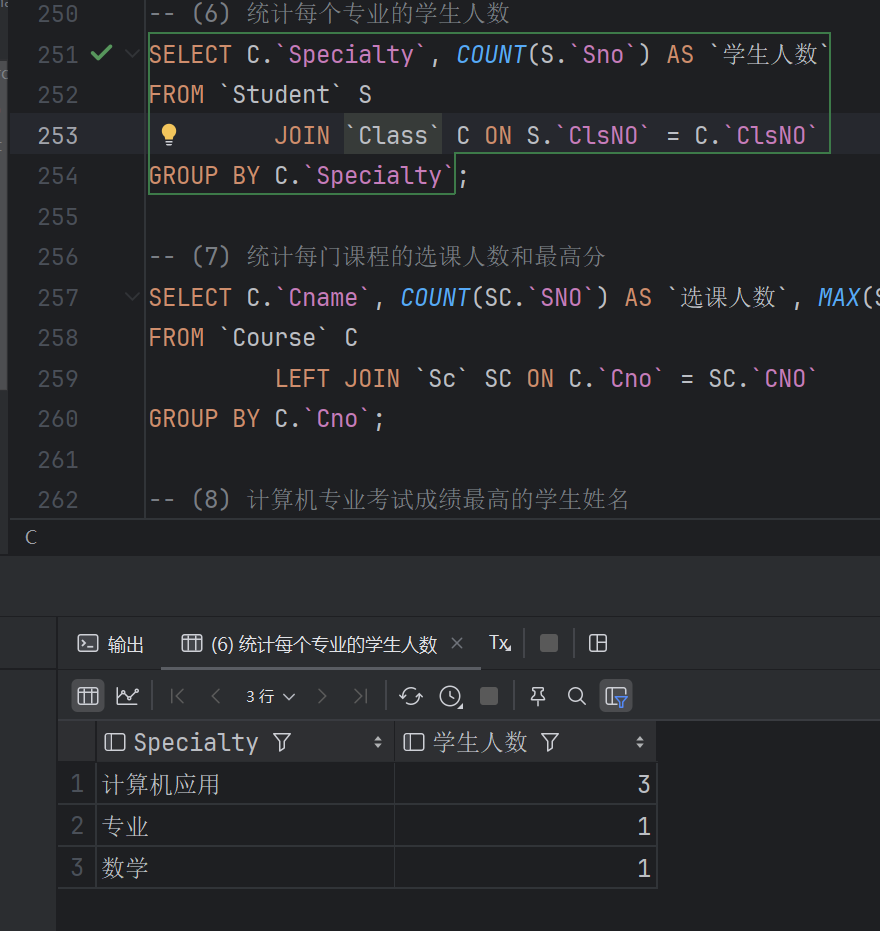 250 -- (6) 统计每个专业的学生人数
251 SELECT C.`Specialty`, COUNT(S.`Sno`) AS `学生人数`
252 FROM `Student` S
253 JOIN `Class` C ON S.`ClsNO` = C.`ClsNO`
254 GROUP BY C.`Specialty`;
255
256 -- (7) 统计每门课程的选课人数和最高分
257 SELECT C.`Cname`, COUNT(SC.`SNO`) AS `选课人数`, MAX(
258 FROM `Course` C
259 LEFT JOIN `Sc` SC ON C.`Cno` = SC.`CNO`
260 GROUP BY C.`Cno`;
261
262 -- (8) 计算机专业考试成绩最高的学生姓名
C
输出 (6) 统计每个专业的学生人数 Tx
3 行
Specialty 学生人数
1 计算机应用 3
2 专业 1
3 数学 1